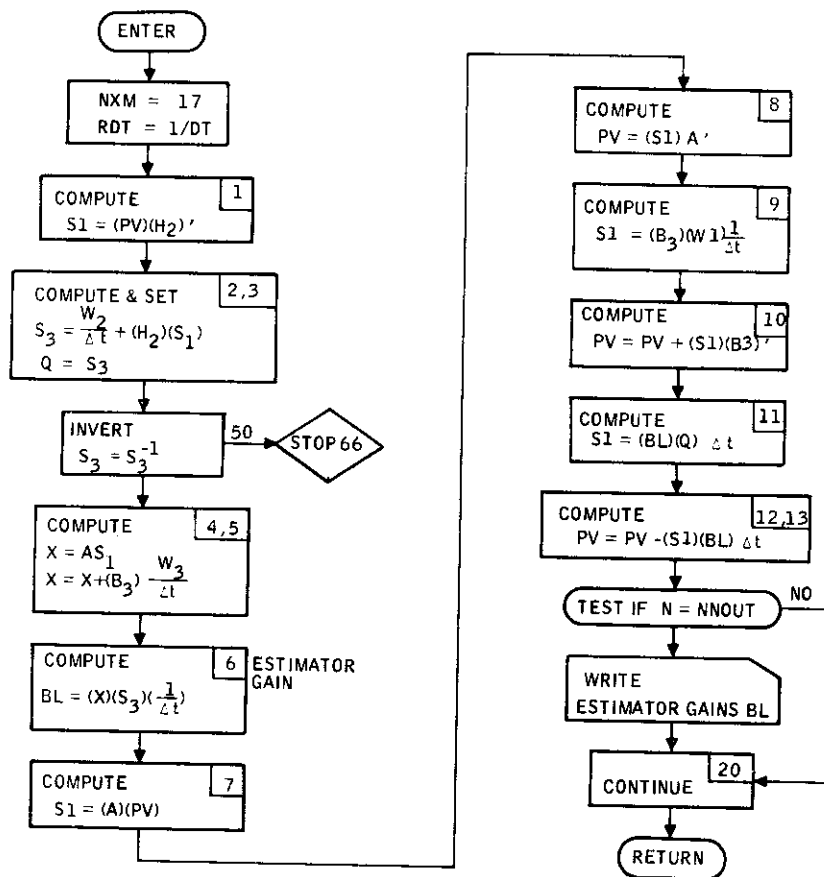 ENTER
NXM = 17
RDT = 1/DT
COMPUTE 1
S1 = (PV)(H₂)'
COMPUTE & SET 2,3
S₃ = W₂/Δt + (H₂)(S₁)
Q = S₃
INVERT
S₃ = S₃⁻¹
50
STOP 66
COMPUTE 4,5
X = AS₁
X = X+(B₃) - W₃/Δt
COMPUTE 6 ESTIMATOR
GAIN
BL = (X)(S₃)(1/Δt)
COMPUTE 7
S1 = (A)(PV)
COMPUTE 8
PV = (S1) A'
COMPUTE 9
S1 = (B₃)(W1) 1/Δt
COMPUTE 10
PV = PV + (S1)(B3)'
COMPUTE 11
S1 = (BL)(Q) Δt
COMPUTE 12,13
PV = PV -(S1)(BL) Δt
TEST IF N = NNOUT
NO
WRITE
ESTIMATOR GAINS BL
CONTINUE 20
RETURN